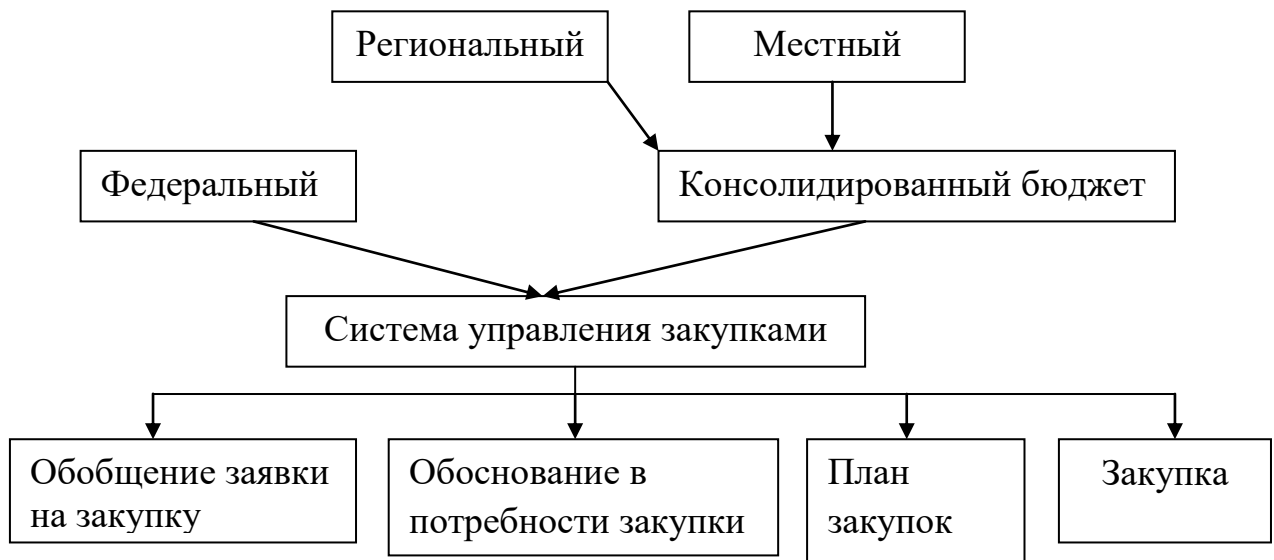 Региональный
Местный
Федеральный
Консолидированный бюджет
Система управления закупками
Обобщение заявки
на закупку
Обоснование в
потребности закупки
План
закупок
Закупка